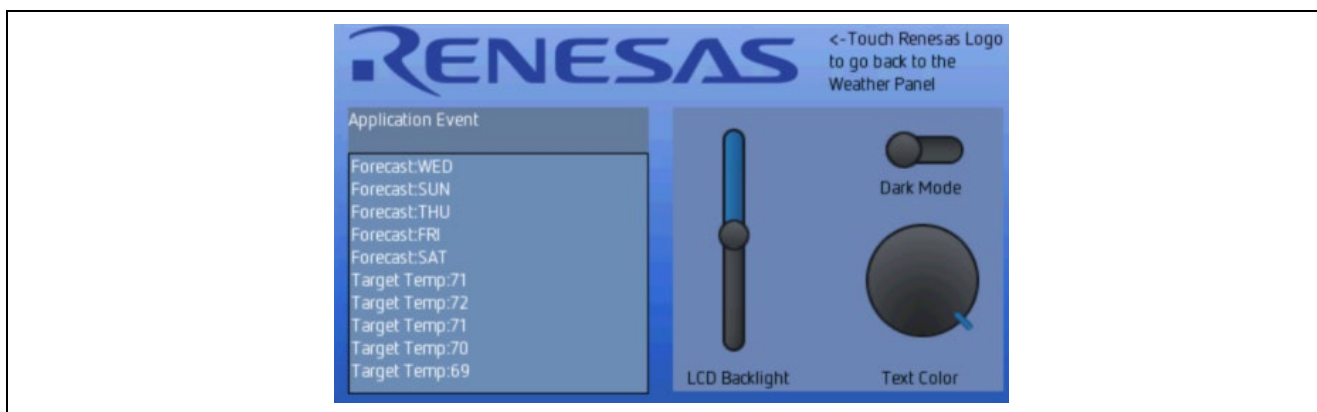 RENESAS
<-Touch Renesas Logo
to go back to the
Weather Panel
Application Event
Forecast:WED
Forecast:SUN
Forecast:THU
Forecast:FRI
Forecast:SAT
Target Temp:71
Target Temp:72
Target Temp:71
Target Temp:70
Target Temp:69
Dark Mode
LCD Backlight
Text Color